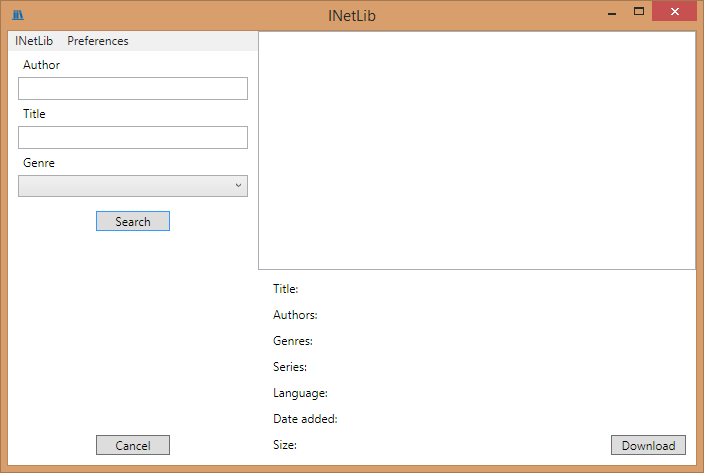 INetLib
INetLib Preferences
Author
Title
Genre
Search
Cancel
Title:
Authors:
Genres:
Series:
Language:
Date added:
Size:
Download